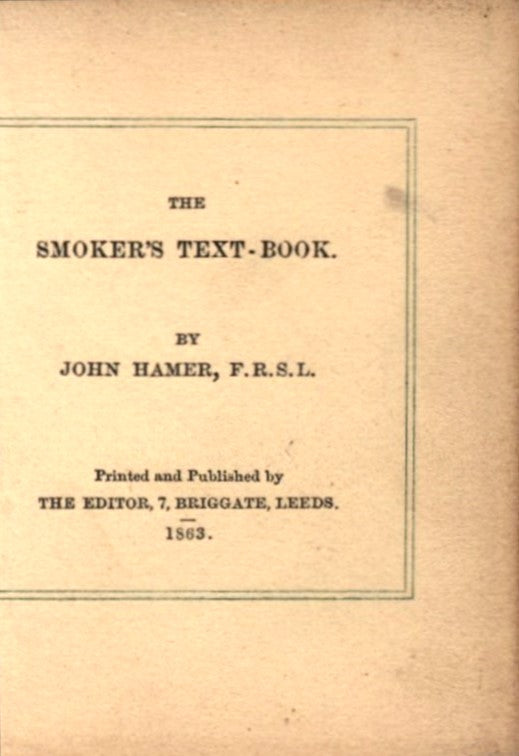 THE
SMOKER'S TEXT-BOOK.
BY
JOHN HAMER, F.R.S.L.
Printed and Published by
THE EDITOR, 7, BRIGGATE, LEEDS.
1863.